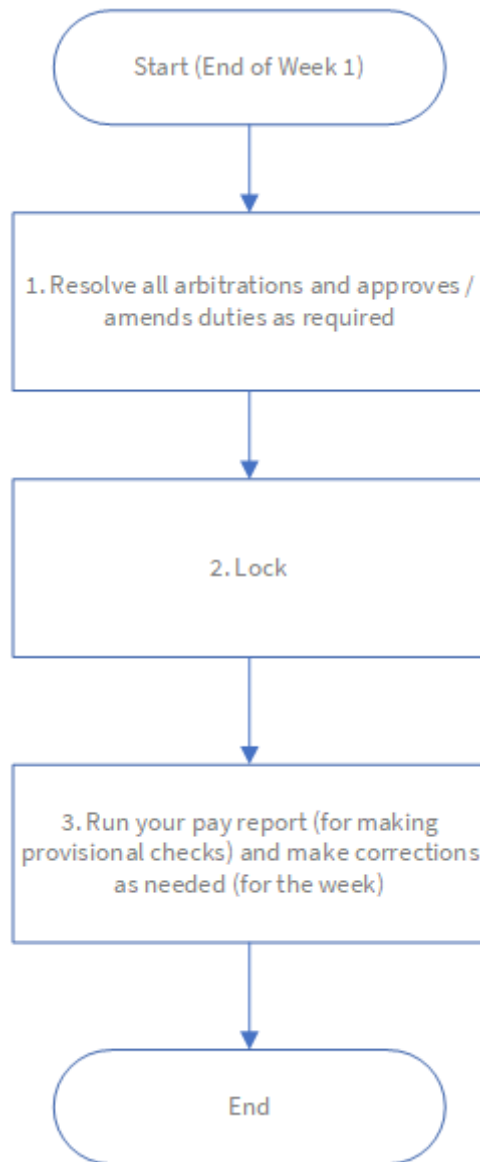 Start (End of Week 1)
1. Resolve all arbitrations and approves /
amends duties as required
2. Lock
3. Run your pay report (for making
provisional checks) and make corrections
as needed (for the week)
End